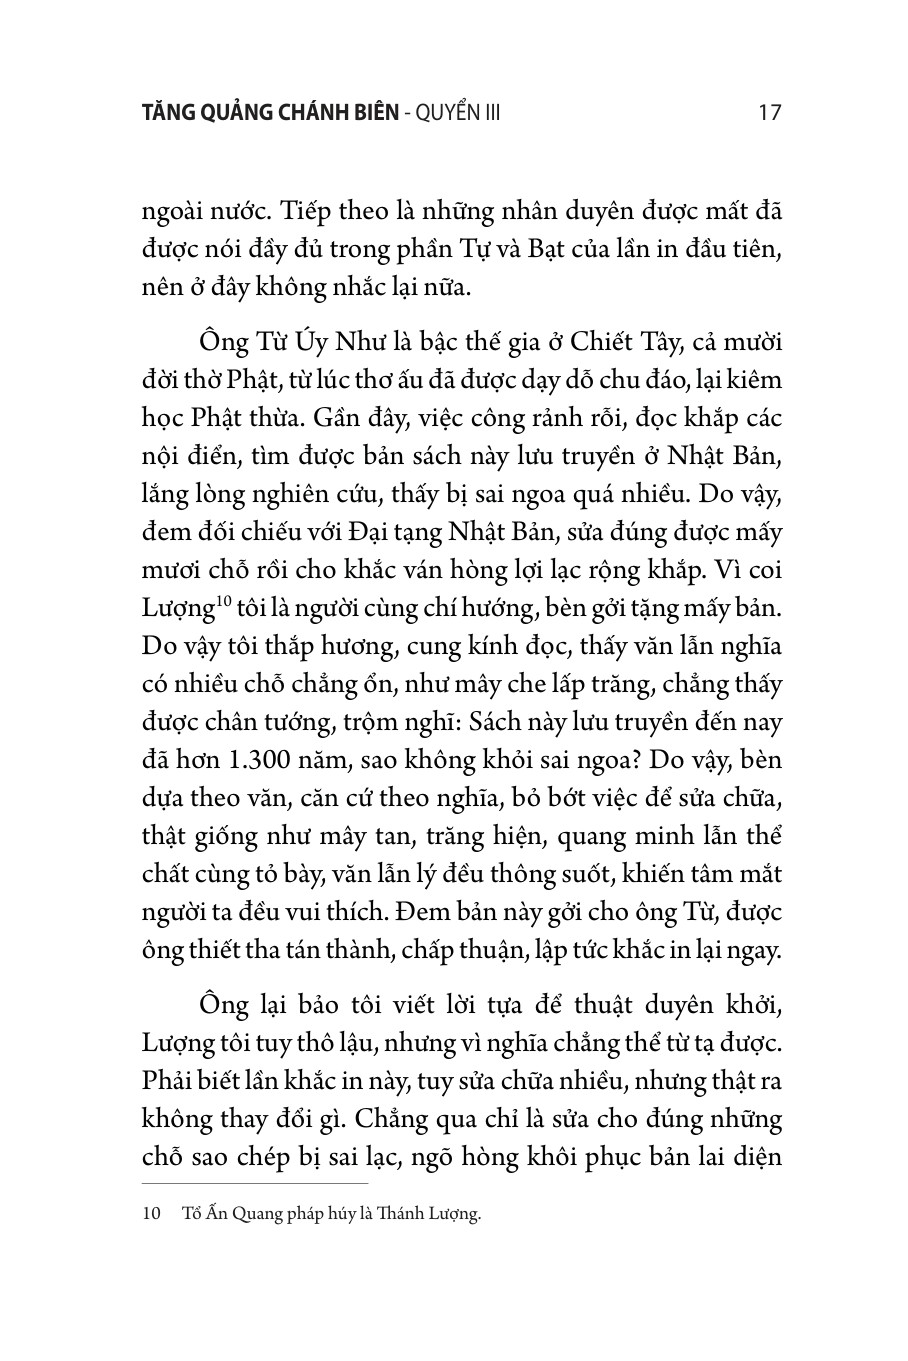 TĂNG QUẢNG CHÁNH BIÊN - QUYỂN III 17
ngoài nước. Tiếp theo là những nhân duyên được mất đã
được nói đầy đủ trong phần Tự và Bạt của lần in đầu tiên,
nên ở đây không nhắc lại nữa.
Ông Từ Úy Như là bậc thế gia ở Chiết Tây, cả mười
đời thờ Phật, từ lúc thơ ấu đã được dạy dỗ chu đáo, lại kiêm
học Phật thừa. Gần đây, việc công rảnh rỗi, đọc khắp các
nội điển, tìm được bản sách này lưu truyền ở Nhật Bản,
lắng lòng nghiên cứu, thấy bị sai ngoa quá nhiều. Do vậy,
đem đối chiếu với Đại tạng Nhật Bản, sửa đúng được mấy
mươi chỗ rồi cho khắc ván hòng lợi lạc rộng khắp. Vì coi
Lượng10 tôi là người cùng chí hướng, bèn gởi tặng mấy bản.
Do vậy tôi thắp hương, cung kính đọc, thấy văn lẫn nghĩa
có nhiều chỗ chẳng ổn, như mây che lấp trăng, chẳng thấy
được chân tướng, trộm nghĩ: Sách này lưu truyền đến nay
đã hơn 1.300 năm, sao không khỏi sai ngoa? Do vậy, bèn
dựa theo văn, căn cứ theo nghĩa, bỏ bớt việc để sửa chữa,
thật giống như mây tan, trăng hiện, quang minh lẫn thể
chất cùng tỏ bày, văn lẫn lý đều thông suốt, khiến tâm mắt
người ta đều vui thích. Đem bản này gởi cho ông Từ, được
ông thiết tha tán thành, chấp thuận, lập tức khắc in lại ngay.
Ông lại bảo tôi viết lời tựa để thuật duyên khởi,
Lượng tôi tuy thô lậu, nhưng vì nghĩa chẳng thể từ tạ được.
Phải biết lần khắc in này, tuy sửa chữa nhiều, nhưng thật ra
không thay đổi gì. Chẳng qua chỉ là sửa cho đúng những
chỗ sao chép bị sai lạc, ngõ hòng khôi phục bản lai diện
10 Tổ Ấn Quang pháp húy là Thánh Lượng.